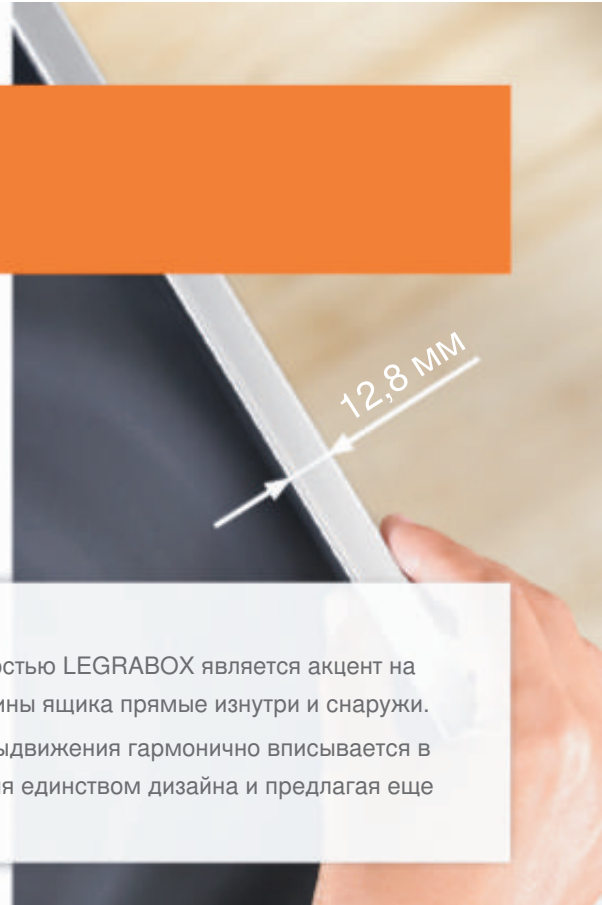 12,8 мм
остью LEGRABOX является акцент на
ины ящика прямые изнутри и снаружи.
ыдвижения гармонично вписывается в
я единством дизайна и предлагая еще